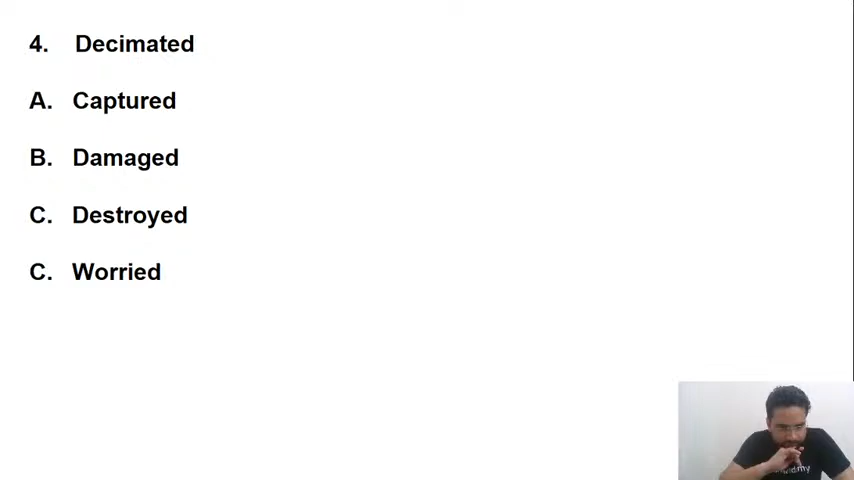 4. Decimated
A. Captured
B. Damaged
C. Destroyed
C. Worried